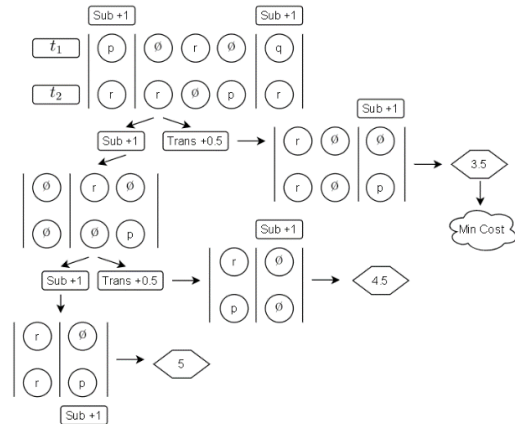 Sub +1 Sub +1
t₁ p ∅ r ∅ q
t₂ r r ∅ p r
Sub +1
Sub +1 Trans +0.5
r ∅ ∅
3.5
r ∅ p
∅ r ∅
Min Cost
∅ ∅ p
Sub +1
r ∅
Sub +1 Trans +0.5
4.5
p ∅
r ∅
5
r p
Sub +1